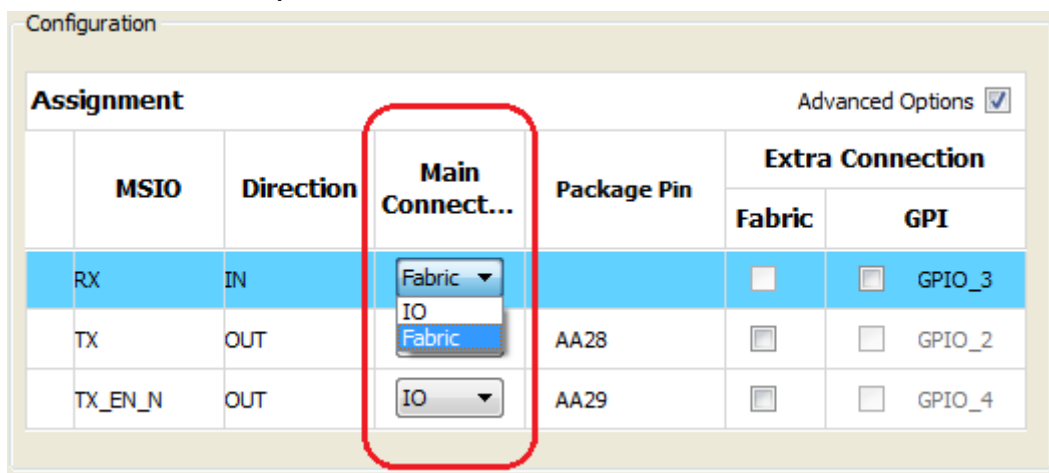 Configuration
Assignment Advanced Options
MSIO Direction Main Connect... Package Pin Extra Connection
Fabric GPI
RX IN Fabric GPIO_3
IO
Fabric
TX OUT AA28 GPIO_2
TX_EN_N OUT IO AA29 GPIO_4